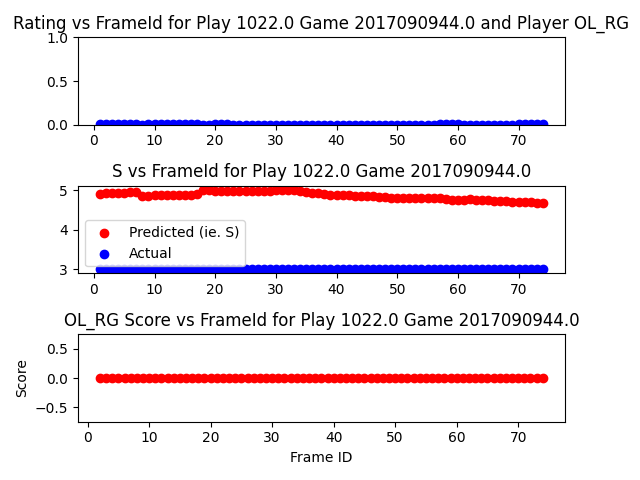 Rating vs FrameId for Play 1022.0 Game 2017090944.0 and Player OL_RG
1.0
0.5
0.0
0 10 20 30 40 50 60 70
S vs FrameId for Play 1022.0 Game 2017090944.0
5
4
3
Predicted (ie. S)
Actual
0 10 20 30 40 50 60 70
OL_RG Score vs FrameId for Play 1022.0 Game 2017090944.0
Score
0.5
0.0
−0.5
0 10 20 30 40 50 60 70
Frame ID